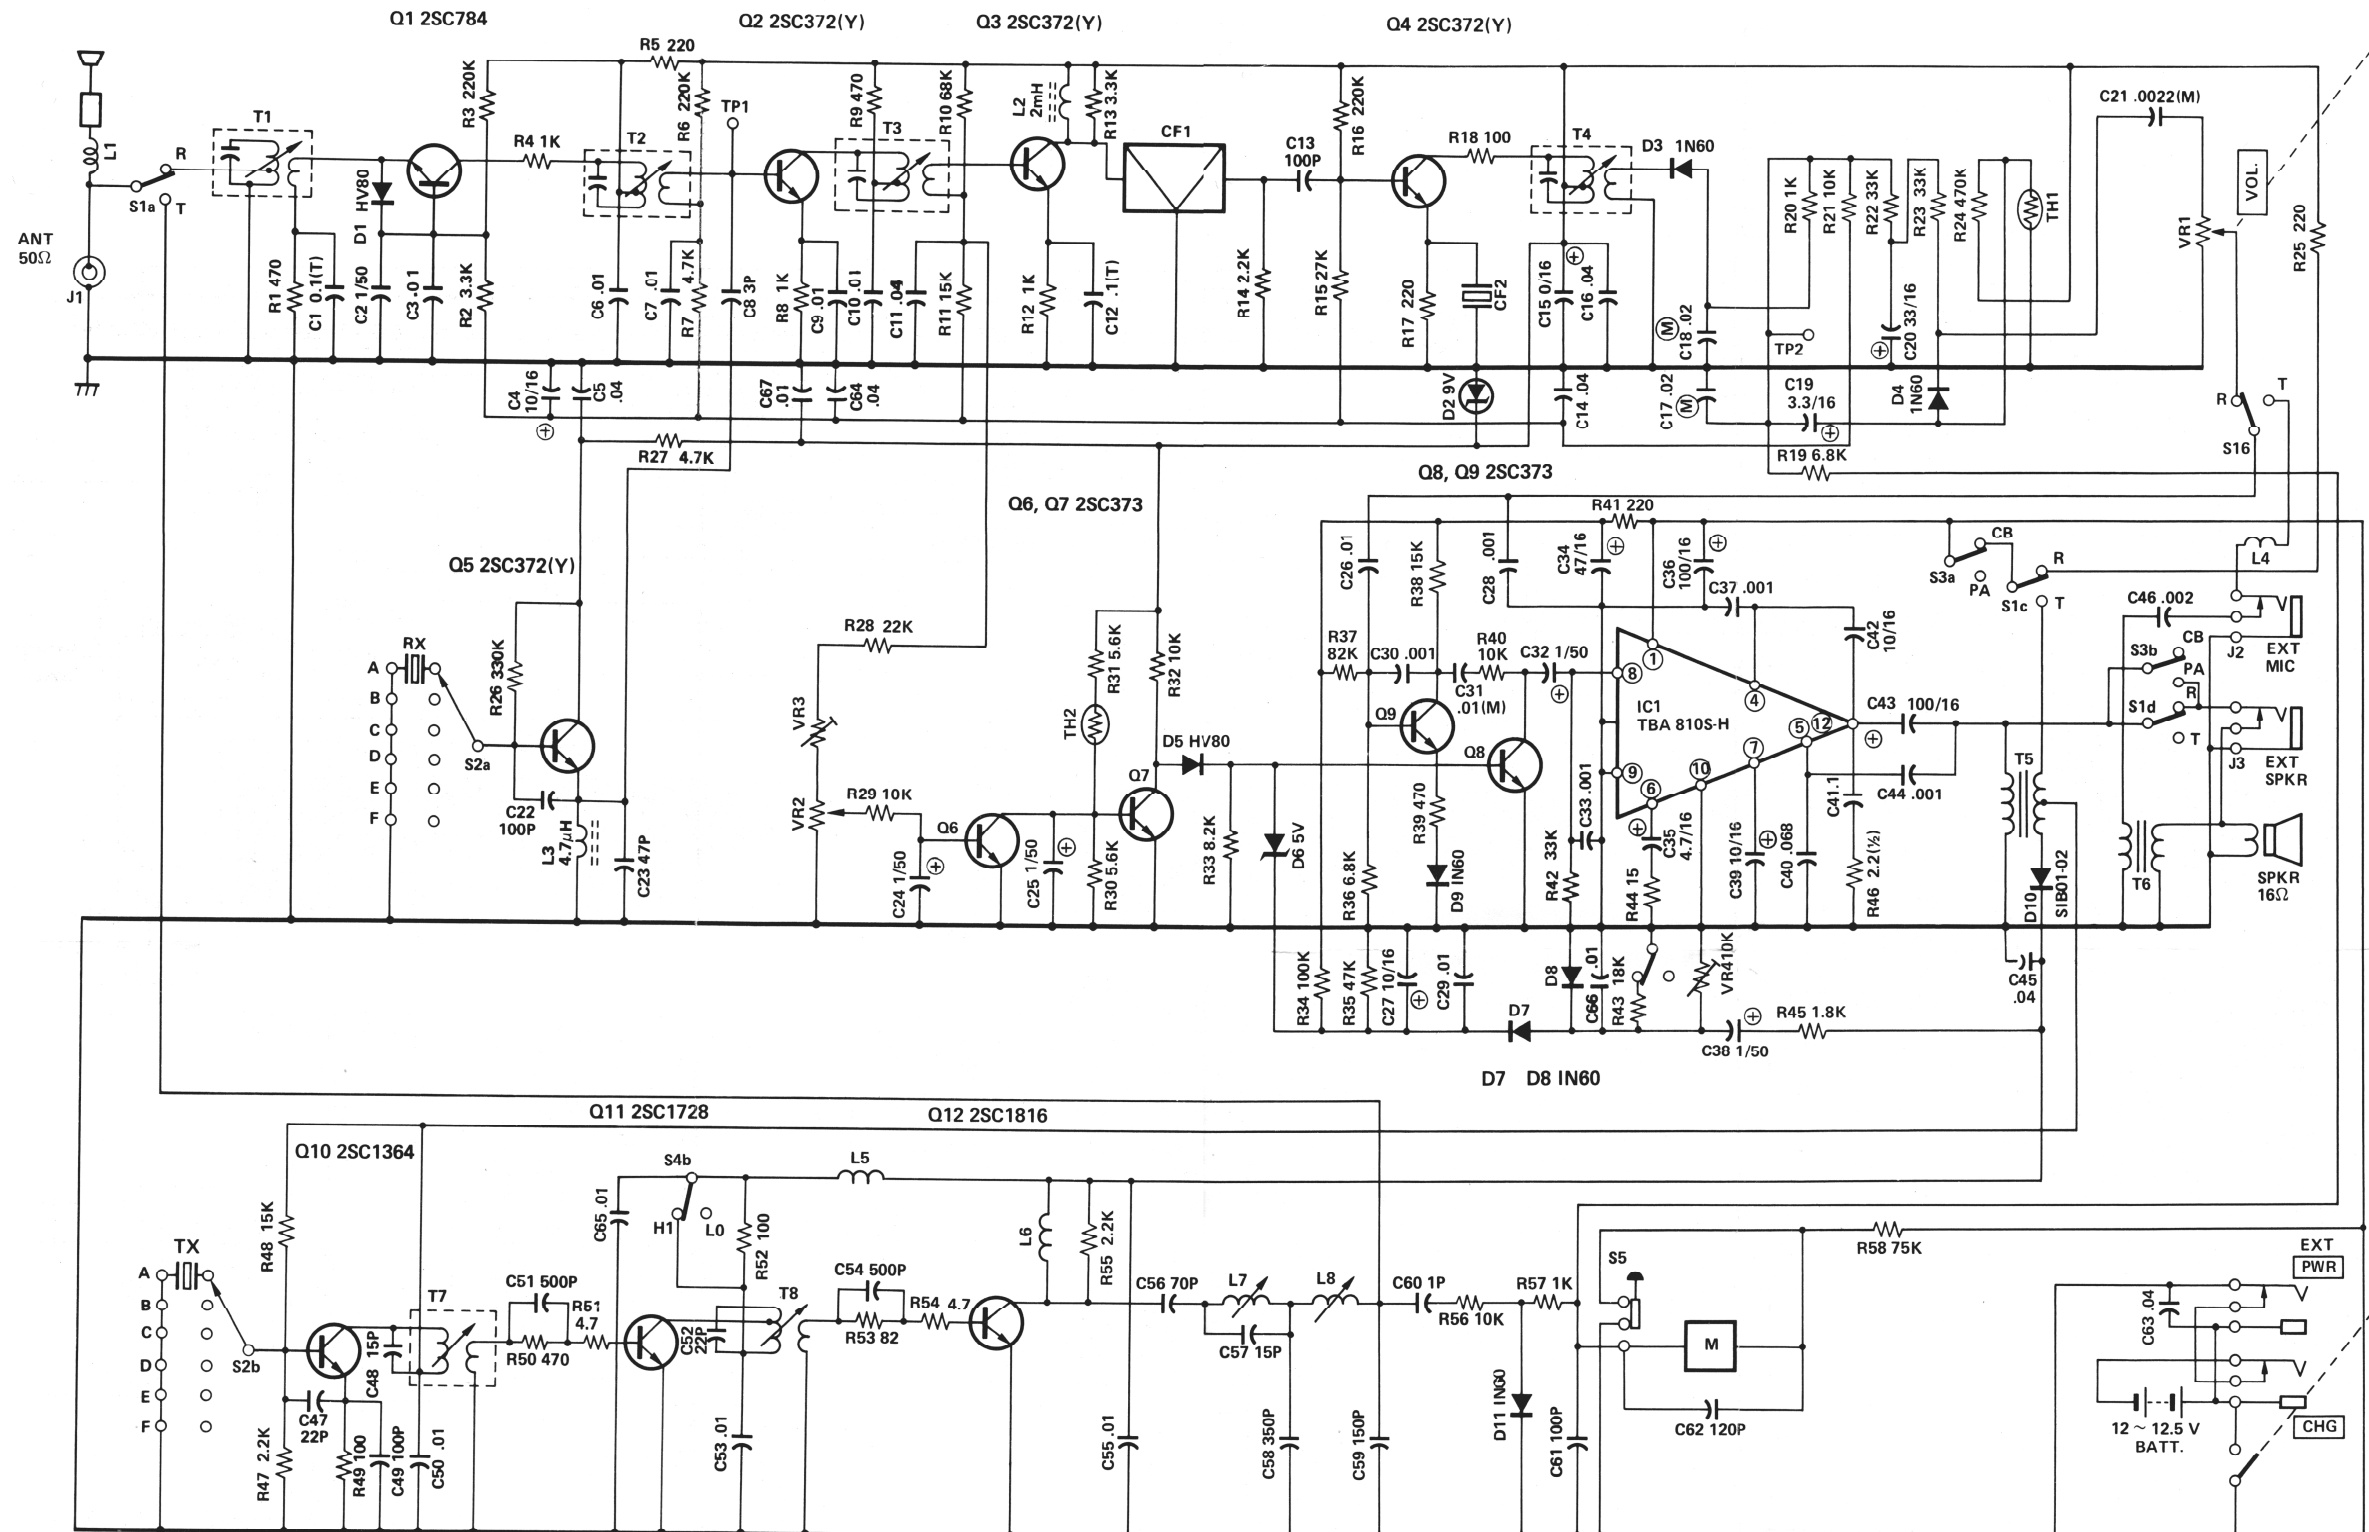 Q1 2SC784
Q2 2SC372(Y)
Q3 2SC372(Y)
Q4 2SC372(Y)
R5 220
R3 220K
R6 220K
TP1
R9 470
R10 68K
L2 2mH
R13 3.3K
CF1
C13 100P
R16 220K
R18 100
T4
D3 1N60
C21 .0022(M)
VOL.
L1
T1
R
S1a
T
R4 1K
T2
T3
HV80
D1
ANT 50Ω
J1
R1 470
C1 0.1(T)
C2 1/50
C3 .01
R2 3.3K
C6 .01
C7 .01
R7 4.7K
C8 3P
R8 1K
C9 .01
C10 .01
C11 .04
R11 15K
R12 1K
C12 .1(T)
R14 2.2K
R15 27K
R17 220
CF2
C15 0/16
C16 .04
C18 .02
M
R20 1K
R21 10K
R22 33K
R23 33K
R24 470K
TH1
VR1
R25 220
TP2
C20 33/16
C4 10/16
C5 .04
C67 .01
C64 .04
D2 9V
C14 .04
C17 .02
M
C19 3.3/16
D4 1N60
R
T
S16
R27 4.7K
R19 6.8K
Q8, Q9 2SC373
Q6, Q7 2SC373
R41 220
Q5 2SC372(Y)
C26 .01
R38 15K
C28 .001
C34 47/16
C36 100/16
C37 .001
CB
S3a
PA
R
S1c
T
L4
C46 .002
C42 10/16
RX
A
B
C
D
E
F
R26 330K
S2a
R28 22K
R31 5.6K
R32 10K
R37 82K
C30 .001
R40 10K
C32 1/50
C31 .01(M)
8
1
4
IC1
TBA 810S-H
5
12
7
10
9
6
C43 100/16
CB
S3b
PA
R
S1d
T
J2
EXT MIC
J3
EXT SPKR
VR3
TH2
D5 HV80
Q9
Q8
Q7
C22 100P
L3 4.7μH
C23 47P
VR2
R29 10K
Q6
C24 1/50
C25 1/50
R30 5.6K
R33 8.2K
D6 5V
R39 470
R36 6.8K
D9 IN60
R42 33K
C33 .001
C35 4.7/16
R44 15
C39 10/16
C40 .068
C41 .1
R46 2.2(½)
C44 .001
T5
D10
SIB01-02
T6
SPKR 16Ω
R34 100K
R35 47K
C27 10/16
C29 .01
D8
C66 .01
R43 18K
VR4 10K
C45 .04
D7
C38 1/50
R45 1.8K
D7 D8 IN60
Q11 2SC1728
Q12 2SC1816
Q10 2SC1364
S4b
L5
C65 .01
H1
L0
R52 100
R48 15K
L6
R55 2.2K
TX
A
B
C
D
E
F
S2b
T7
C51 500P
R50 470
R51 4.7
C52 22P
T8
C54 500P
R53 82
R54 4.7
C56 70P
L7
L8
C57 15P
C60 1P
R56 10K
R57 1K
S5
M
C62 120P
R58 75K
EXT
PWR
C63 .04
12 ~ 12.5 V
BATT.
CHG
C48 15P
C47 22P
R47 2.2K
R49 100
C49 100P
C50 .01
C53 .01
C55 .01
C58 350P
C59 150P
D11 IN60
C61 100P